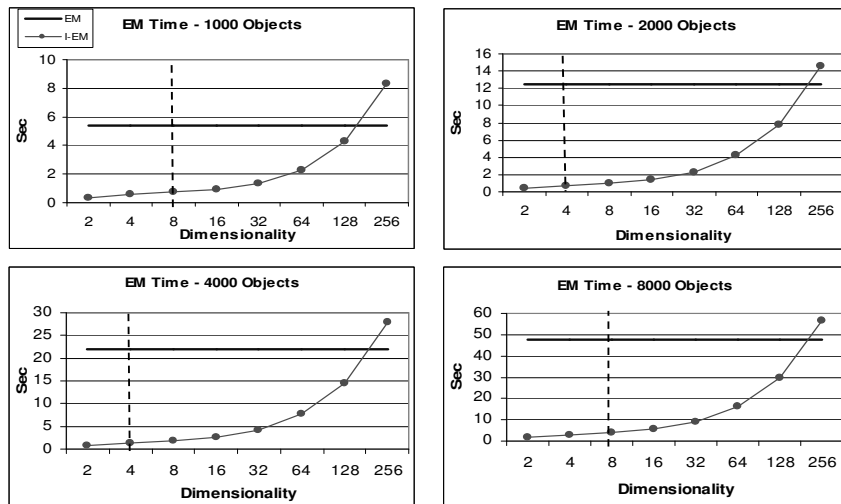 EM
I-EM
EM Time - 1000 Objects
10
8
6
4
2
0
Sec
2 4 8 16 32 64 128 256
Dimensionality
EM Time - 2000 Objects
16
14
12
10
8
6
4
2
0
Sec
2 4 8 16 32 64 128 256
Dimensionality
EM Time - 4000 Objects
30
25
20
15
10
5
0
Sec
2 4 8 16 32 64 128 256
Dimensionality
EM Time - 8000 Objects
60
50
40
30
20
10
0
Sec
2 4 8 16 32 64 128 256
Dimensionality